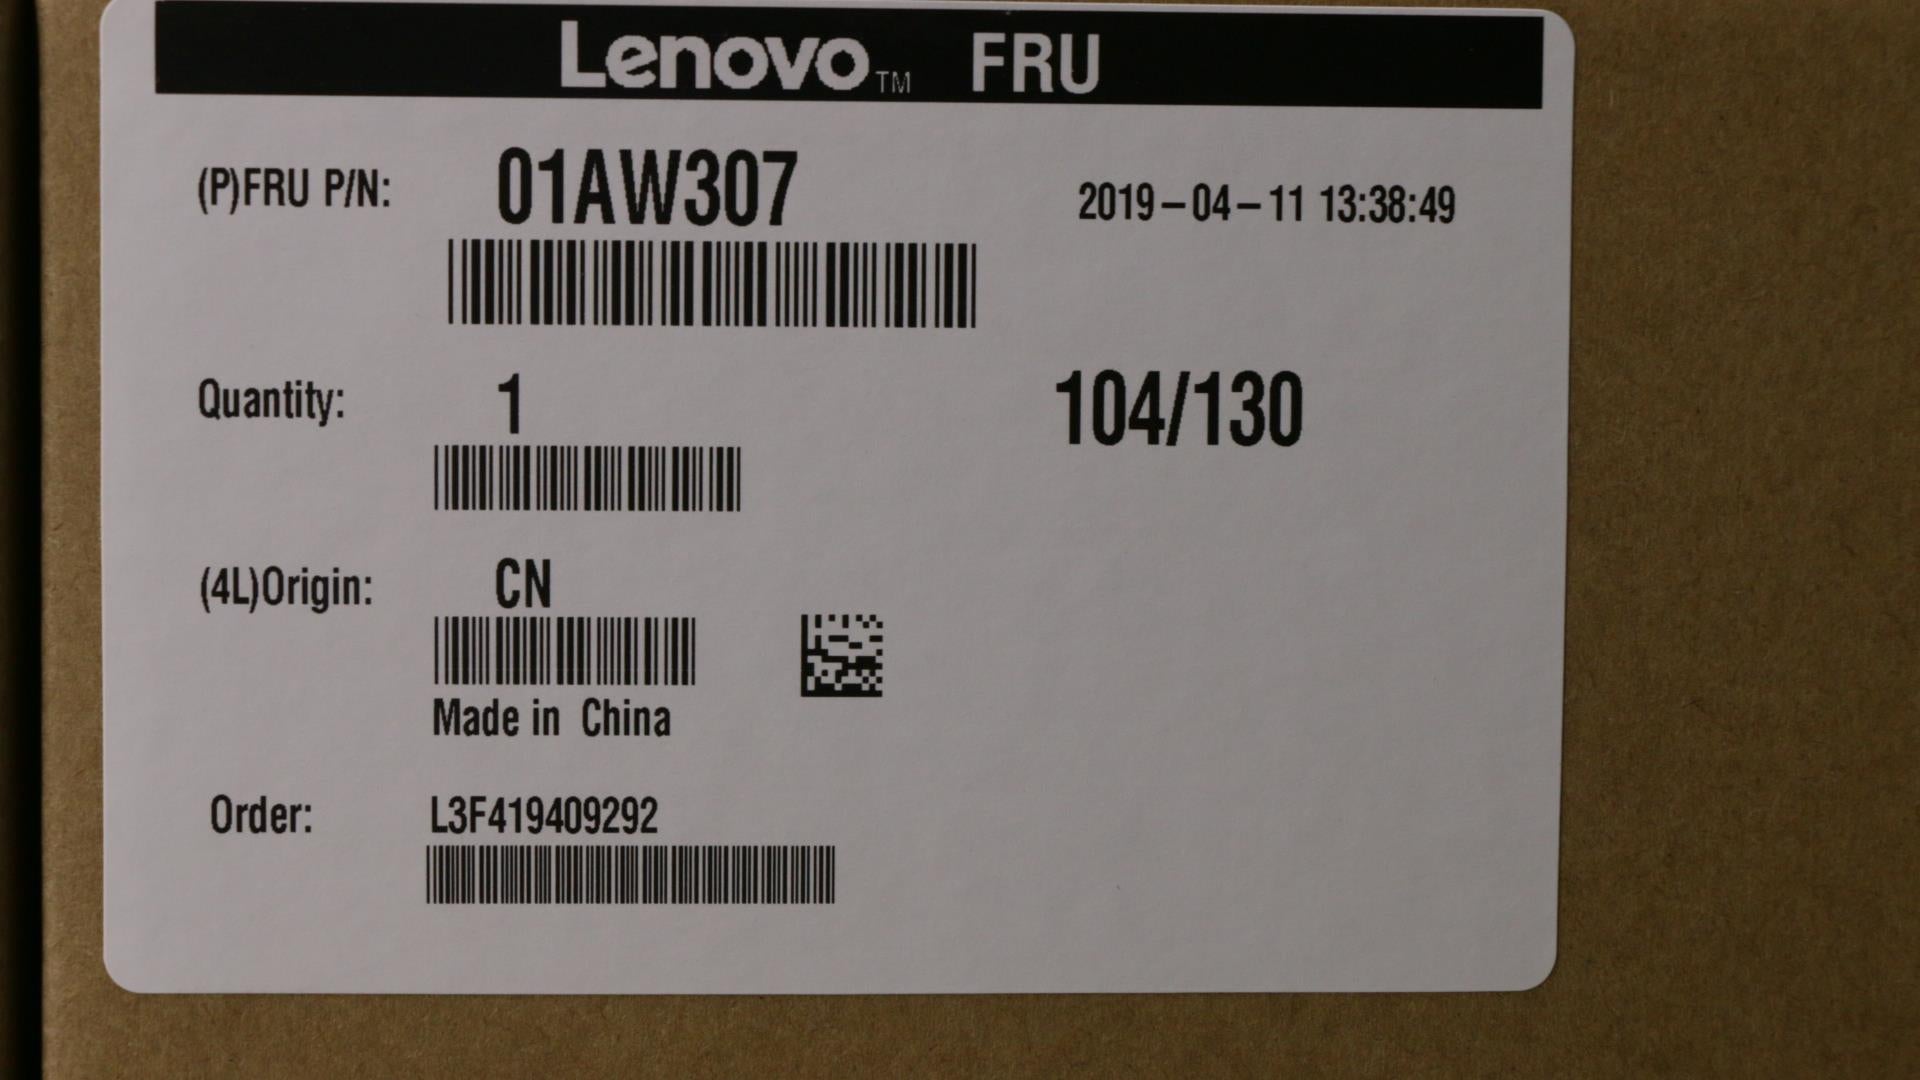 Lenovo™ FRU
(P)FRU P/N: 01AW307 2019-04-11 13:38:49
Quantity: 1 104/130
(4L)Origin: CN
Made in China
Order: L3F419409292